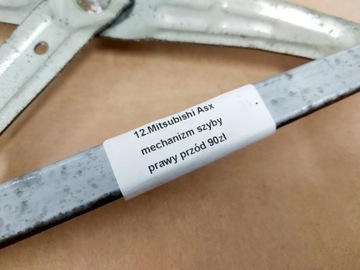 12.Mitsubishi Asx
mechanizm szyby
prawy przód 90zł